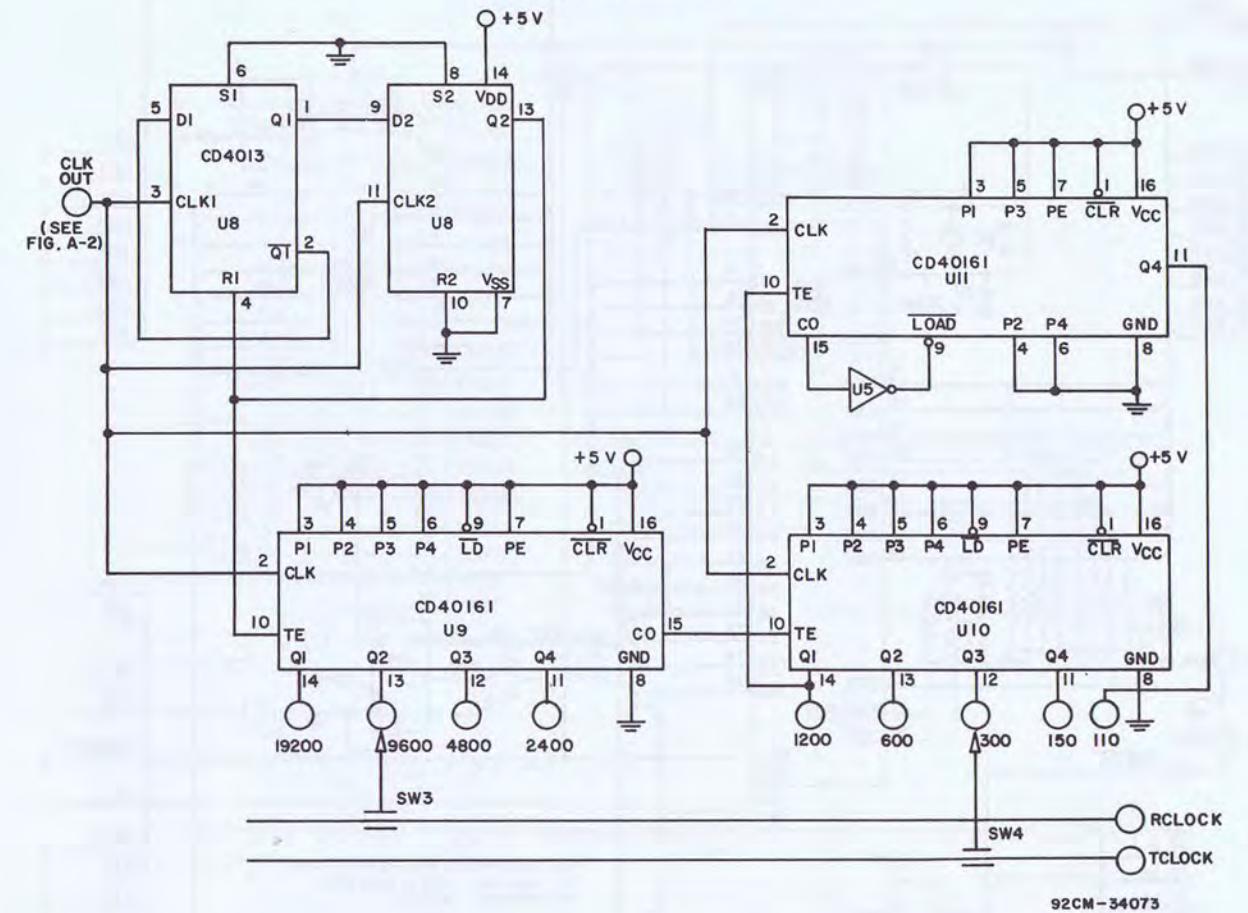 +5 V
6 8 14
S1 S2 VDD
5 D1 Q1 1 9 D2 Q2 13
CD4013
CLK
OUT
3 CLK1 11 CLK2
(SEE
FIG. A-2)
U8 U8
Q1 2
R1 R2 VSS
4 10 7
+5 V
3 5 7 1 16
P1 P3 PE CLR VCC
2 CLK
CD40161
U11
Q4 11
10 TE
CO LOAD P2 P4 GND
15 9 4 6 8
U5
+5 V
3 4 5 6 9 7 1 16
P1 P2 P3 P4 LD PE CLR VCC
2 CLK
CD40161
U9
10 TE CO 15
Q1 Q2 Q3 Q4 GND
14 13 12 11 8
19200 9600 4800 2400
SW3
+5 V
3 4 5 6 9 7 1 16
P1 P2 P3 P4 LD PE CLR VCC
2 CLK
CD40161
U10
10 TE
Q1 Q2 Q3 Q4 GND
14 13 12 11 8
1200 600 300 150 110
SW4
RCLOCK
TCLOCK
92CM-34073